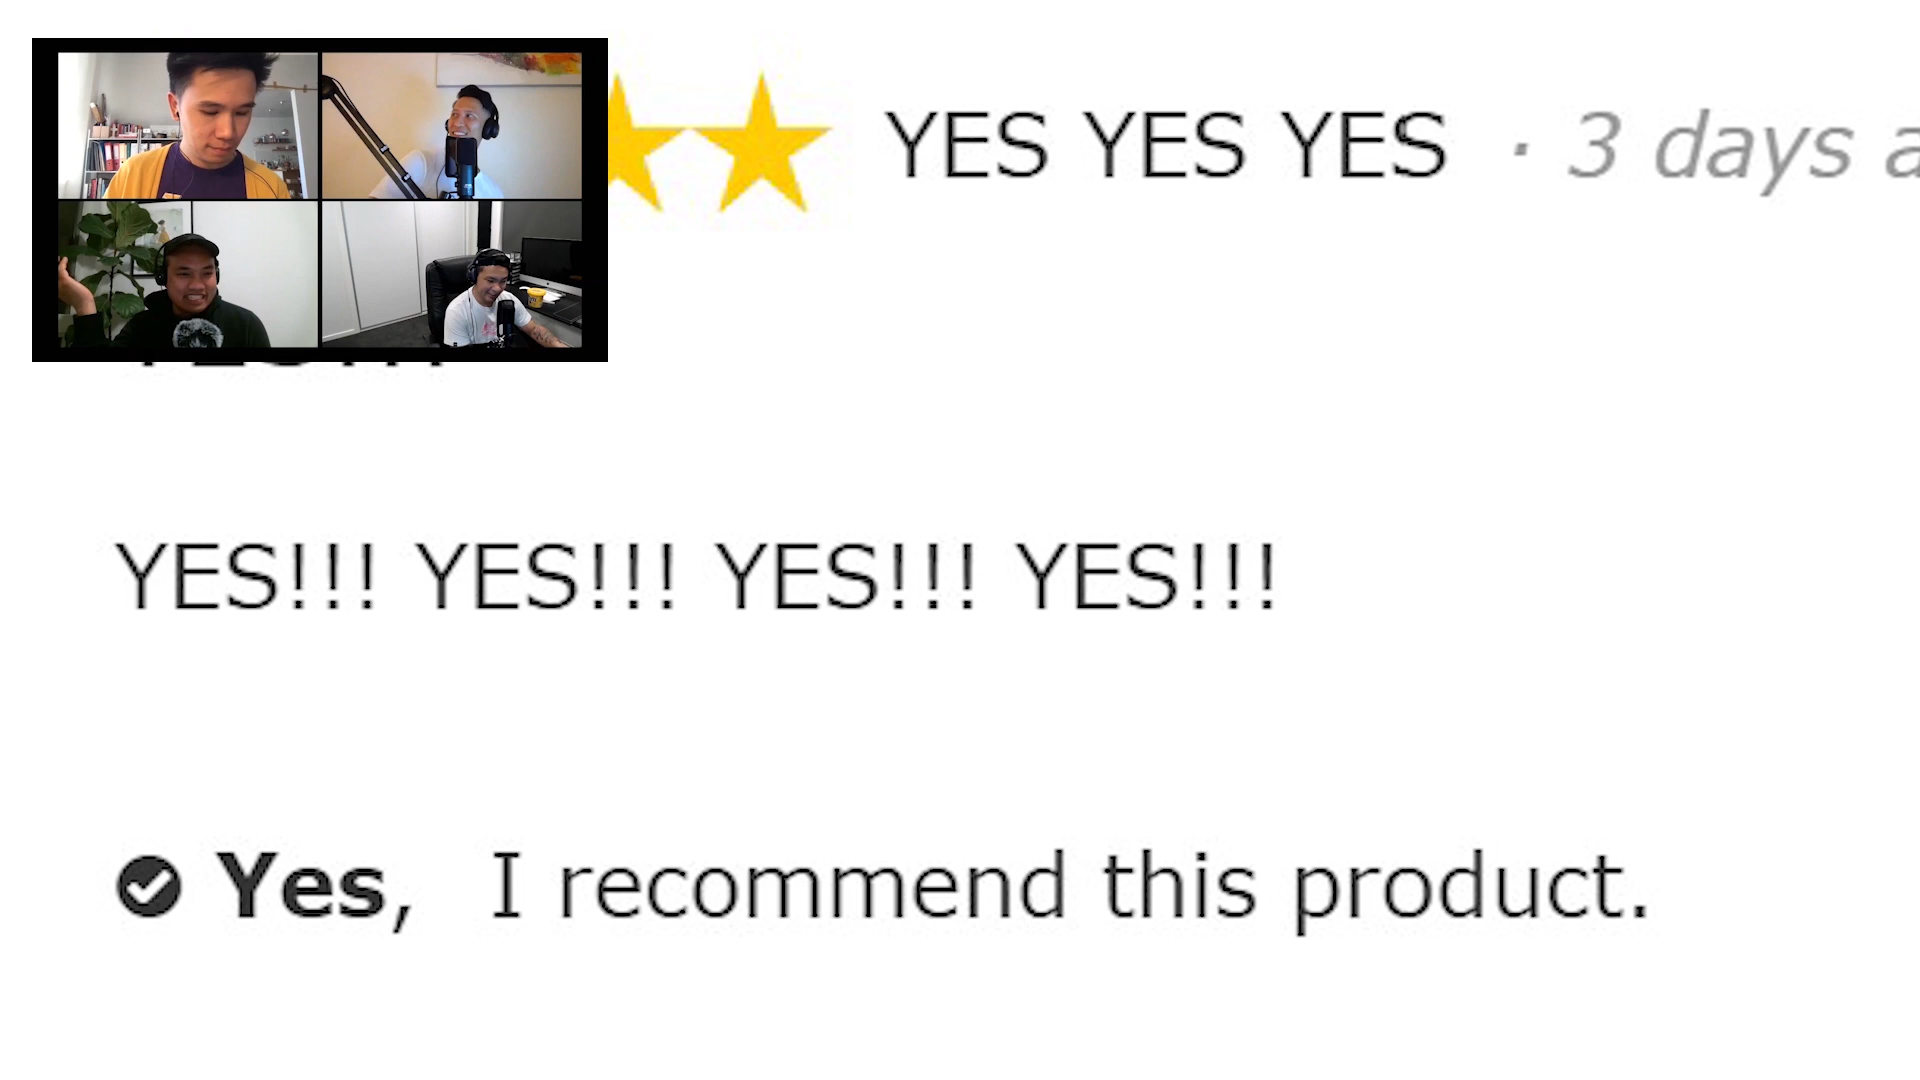 YES YES YES · 3 days
YES!!! YES!!! YES!!! YES!!!
Yes, I recommend this product.